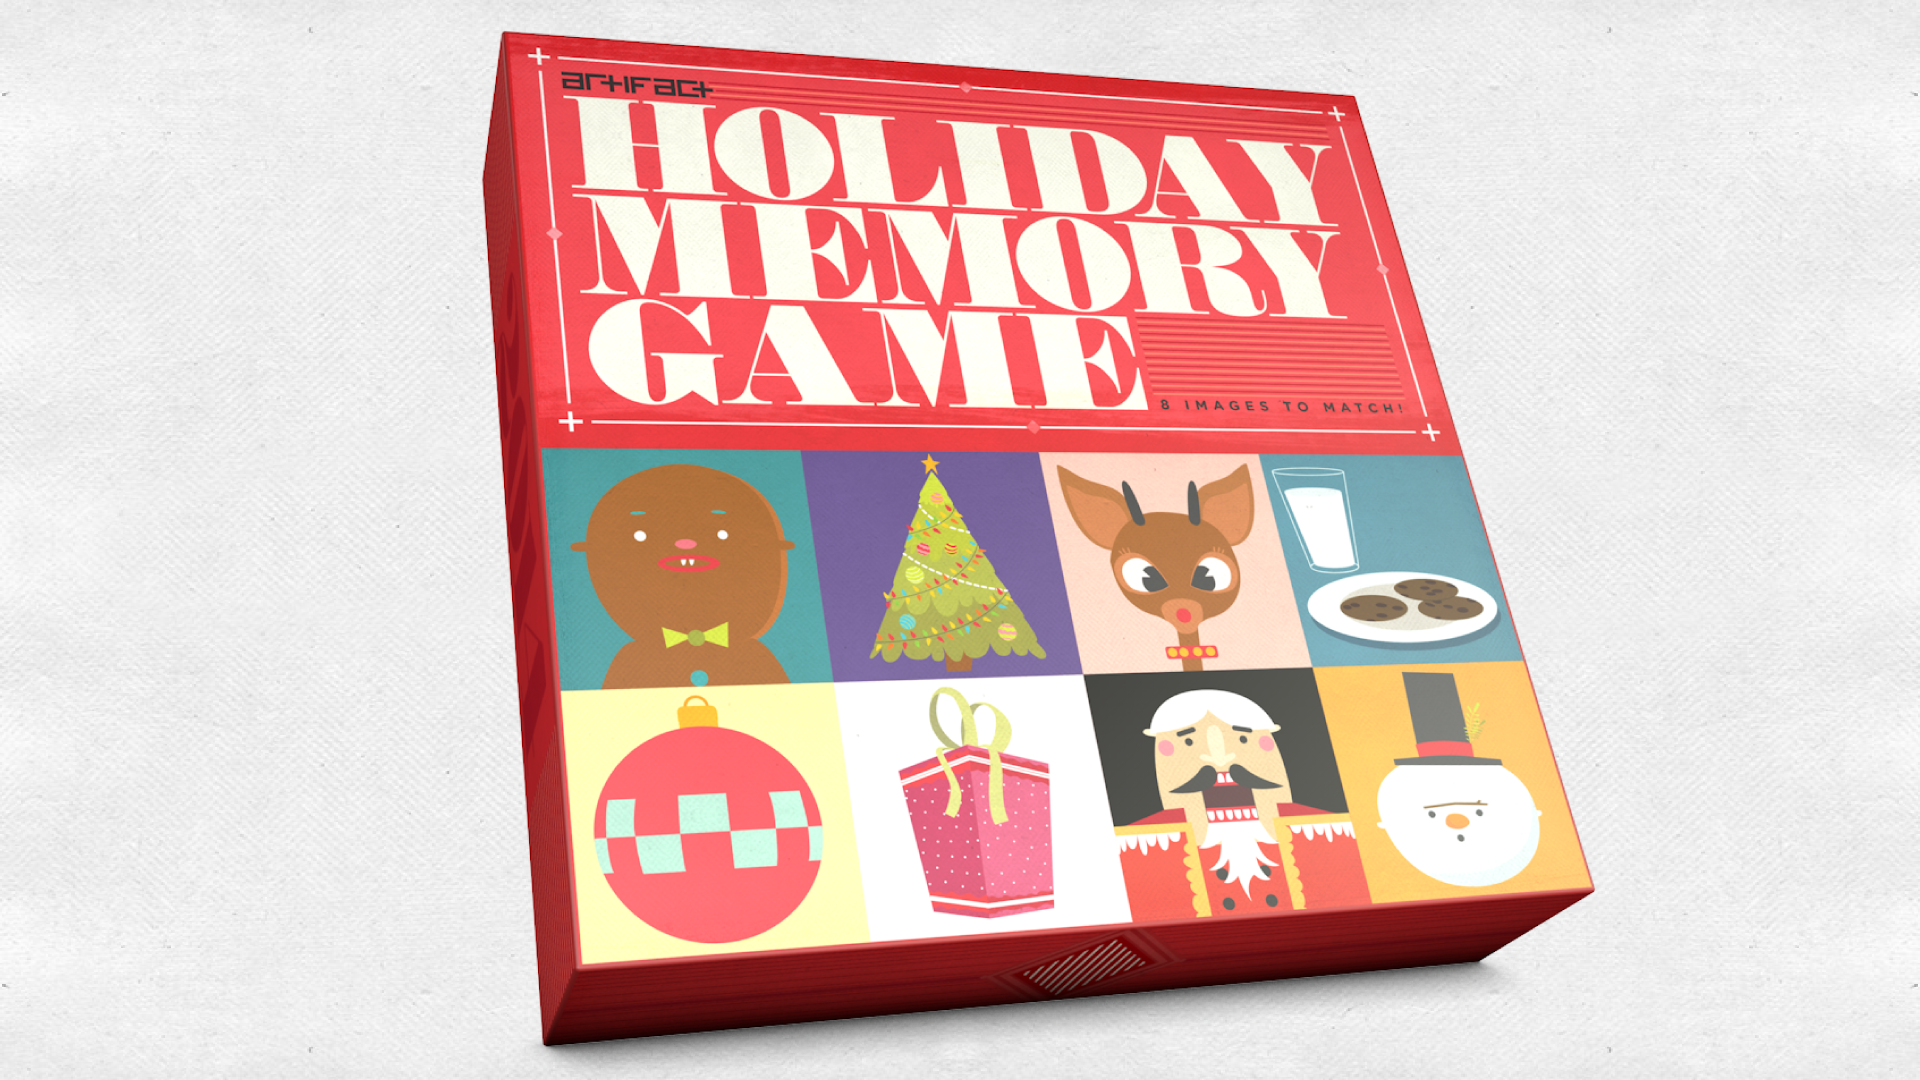 artifact
HOLIDAY
MEMORY
GAME
8 IMAGES TO MATCH!